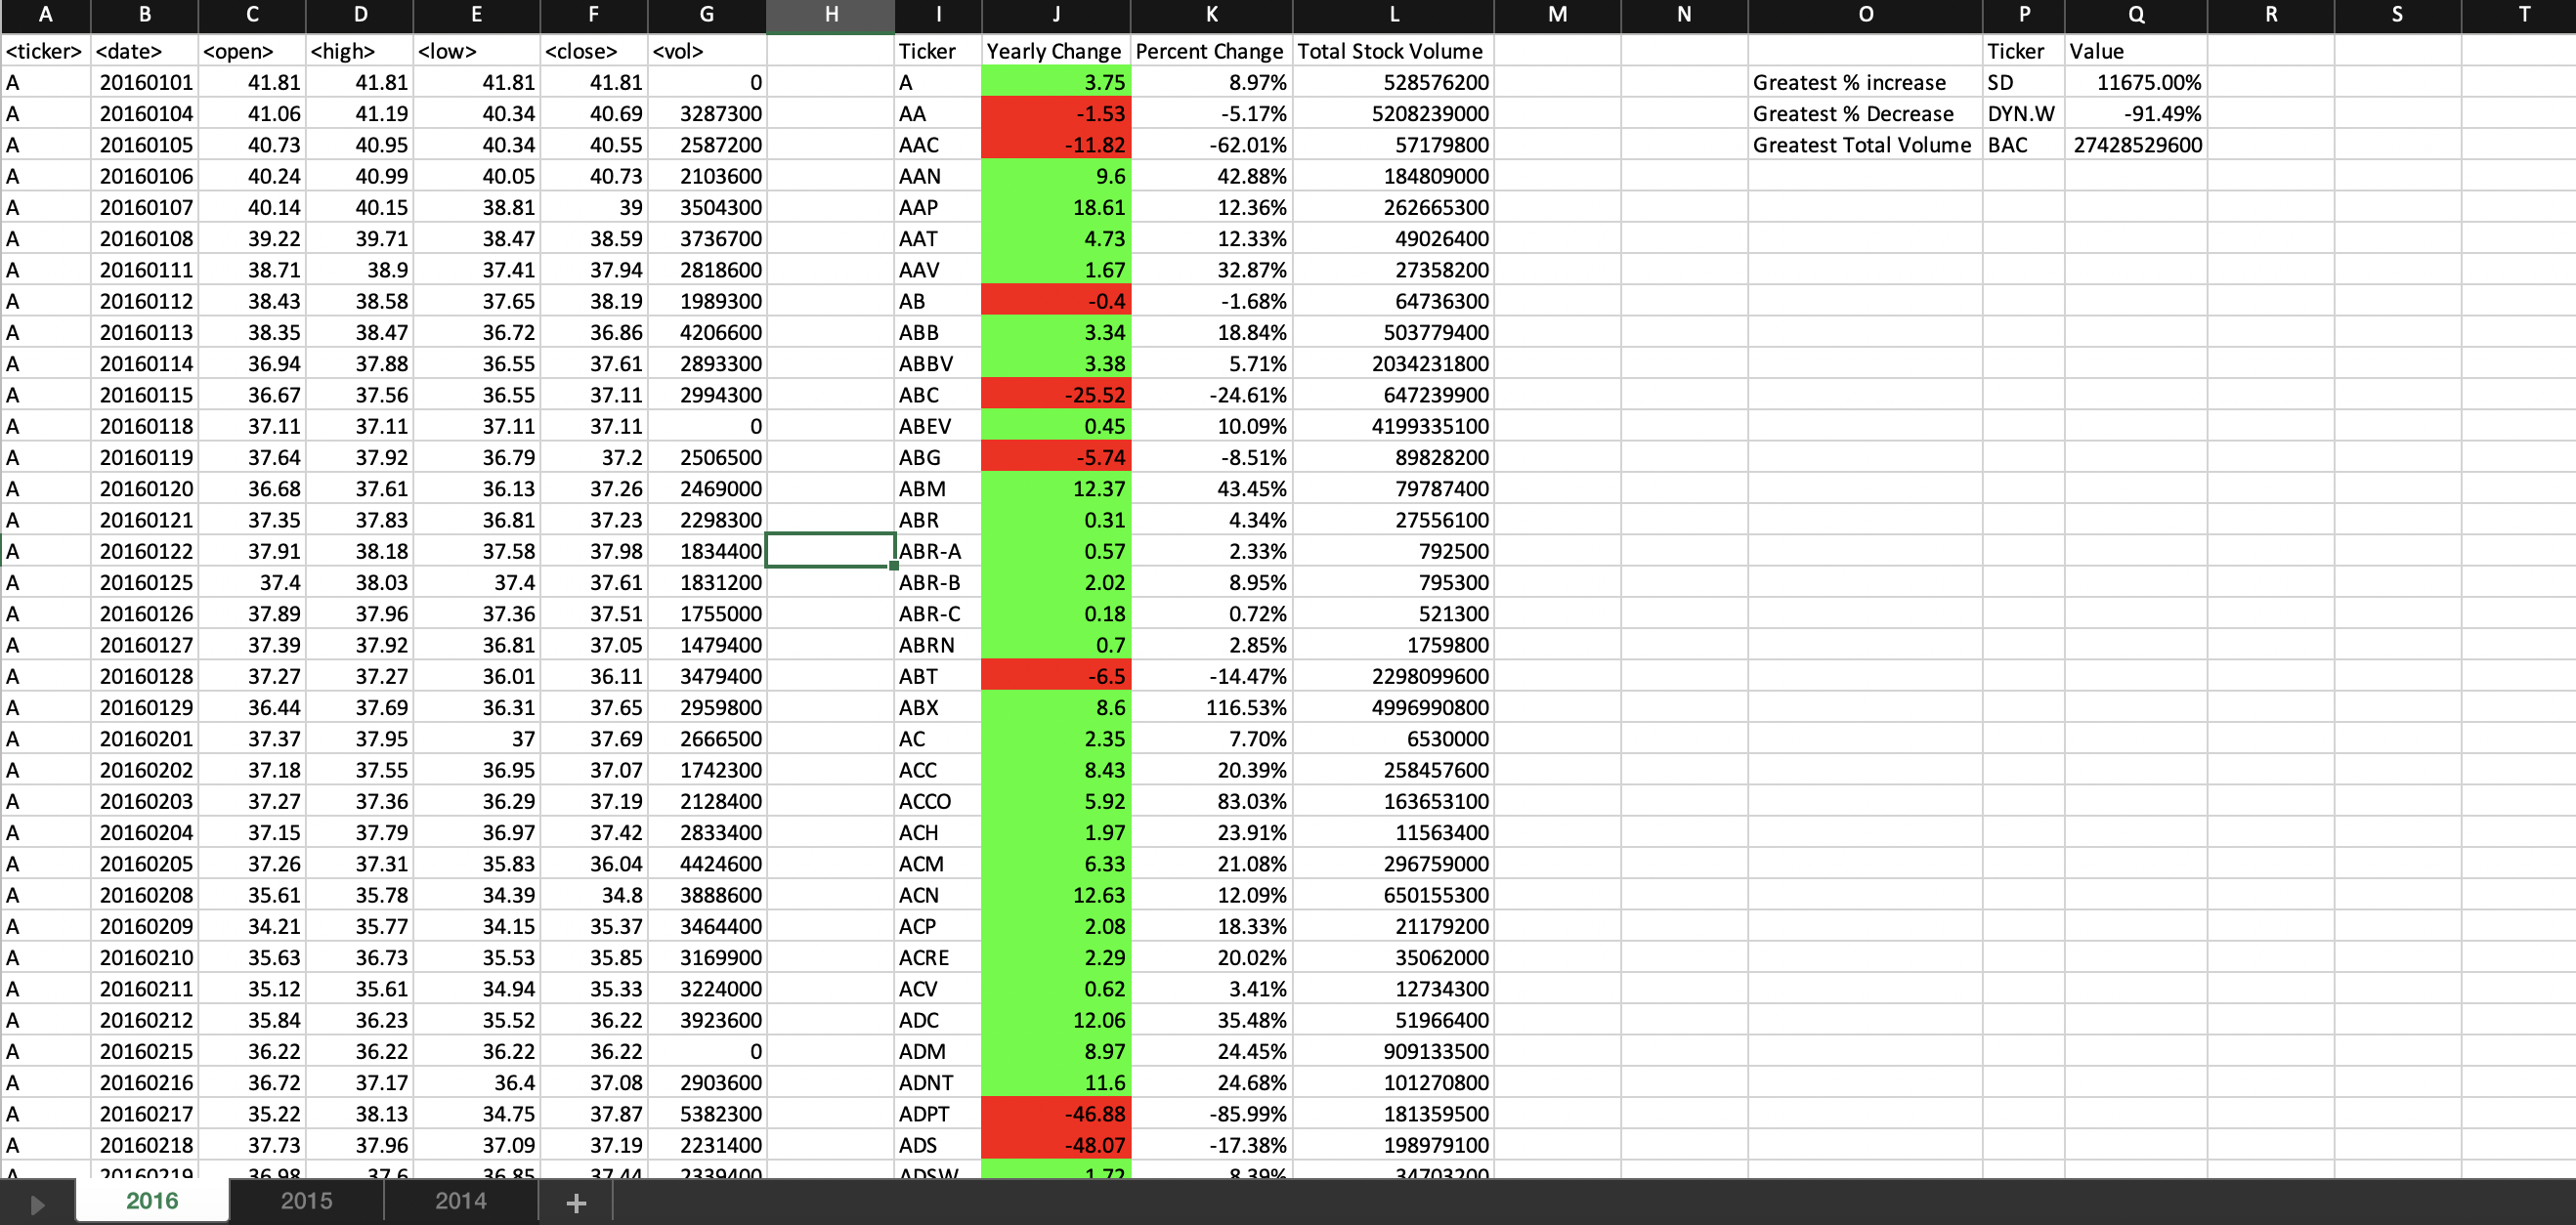 A B C D E F G H I J K L M N O P Q R S T
<ticker> <date> <open> <high> <low> <close> <vol> Ticker Yearly Change Percent Change Total Stock Volume Ticker Value
A 20160101 41.81 41.81 41.81 41.81 0 A 3.75 8.97% 528576200 Greatest % increase SD 11675.00%
A 20160104 41.06 41.19 40.34 40.69 3287300 AA -1.53 -5.17% 5208239000 Greatest % Decrease DYN.W -91.49%
A 20160105 40.73 40.95 40.34 40.55 2587200 AAC -11.82 -62.01% 57179800 Greatest Total Volume BAC 27428529600
A 20160106 40.24 40.99 40.05 40.73 2103600 AAN 9.6 42.88% 184809000
A 20160107 40.14 40.15 38.81 39 3504300 AAP 18.61 12.36% 262665300
A 20160108 39.22 39.71 38.47 38.59 3736700 AAT 4.73 12.33% 49026400
A 20160111 38.71 38.9 37.41 37.94 2818600 AAV 1.67 32.87% 27358200
A 20160112 38.43 38.58 37.65 38.19 1989300 AB -0.4 -1.68% 64736300
A 20160113 38.35 38.47 36.72 36.86 4206600 ABB 3.34 18.84% 503779400
A 20160114 36.94 37.88 36.55 37.61 2893300 ABBV 3.38 5.71% 2034231800
A 20160115 36.67 37.56 36.55 37.11 2994300 ABC -25.52 -24.61% 647239900
A 20160118 37.11 37.11 37.11 37.11 0 ABEV 0.45 10.09% 4199335100
A 20160119 37.64 37.92 36.79 37.2 2506500 ABG -5.74 -8.51% 89828200
A 20160120 36.68 37.61 36.13 37.26 2469000 ABM 12.37 43.45% 79787400
A 20160121 37.35 37.83 36.81 37.23 2298300 ABR 0.31 4.34% 27556100
A 20160122 37.91 38.18 37.58 37.98 1834400 ABR-A 0.57 2.33% 792500
A 20160125 37.4 38.03 37.4 37.61 1831200 ABR-B 2.02 8.95% 795300
A 20160126 37.89 37.96 37.36 37.51 1755000 ABR-C 0.18 0.72% 521300
A 20160127 37.39 37.92 36.81 37.05 1479400 ABRN 0.7 2.85% 1759800
A 20160128 37.27 37.27 36.01 36.11 3479400 ABT -6.5 -14.47% 2298099600
A 20160129 36.44 37.69 36.31 37.65 2959800 ABX 8.6 116.53% 4996990800
A 20160201 37.37 37.95 37 37.69 2666500 AC 2.35 7.70% 6530000
A 20160202 37.18 37.55 36.95 37.07 1742300 ACC 8.43 20.39% 258457600
A 20160203 37.27 37.36 36.29 37.19 2128400 ACCO 5.92 83.03% 163653100
A 20160204 37.15 37.79 36.97 37.42 2833400 ACH 1.97 23.91% 11563400
A 20160205 37.26 37.31 35.83 36.04 4424600 ACM 6.33 21.08% 296759000
A 20160208 35.61 35.78 34.39 34.8 3888600 ACN 12.63 12.09% 650155300
A 20160209 34.21 35.77 34.15 35.37 3464400 ACP 2.08 18.33% 21179200
A 20160210 35.63 36.73 35.53 35.85 3169900 ACRE 2.29 20.02% 35062000
A 20160211 35.12 35.61 34.94 35.33 3224000 ACV 0.62 3.41% 12734300
A 20160212 35.84 36.23 35.52 36.22 3923600 ADC 12.06 35.48% 51966400
A 20160215 36.22 36.22 36.22 36.22 0 ADM 8.97 24.45% 909133500
A 20160216 36.72 37.17 36.4 37.08 2903600 ADNT 11.6 24.68% 101270800
A 20160217 35.22 38.13 34.75 37.87 5382300 ADPT -46.88 -85.99% 181359500
A 20160218 37.73 37.96 37.09 37.19 2231400 ADS -48.07 -17.38% 198979100
A 20160219 36.98 37.6 36.85 37.44 2339400 ADSW 1.72 8.39% 34703200
2016 2015 2014 +